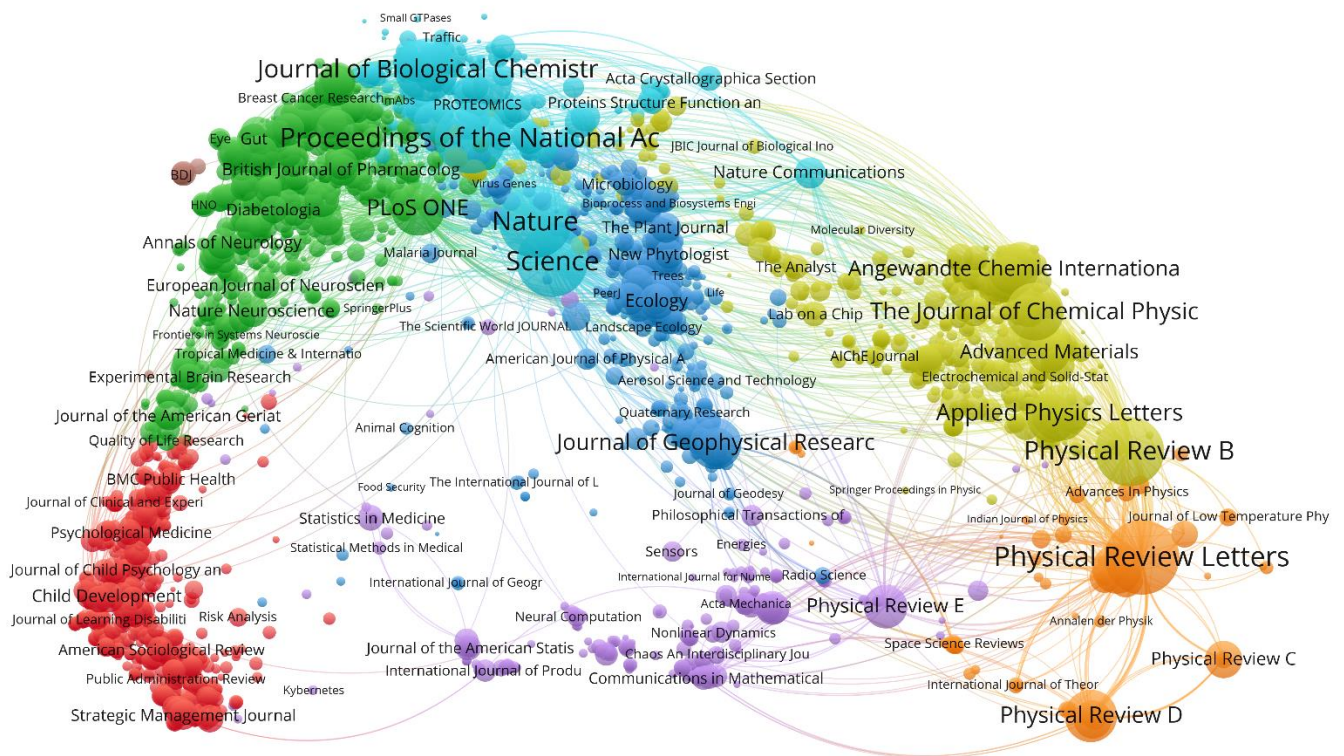 Small GTPases
Traffic
Journal of Biological Chemistr
Acta Crystallographica Section
Breast Cancer Research
mAbs
PROTEOMICS
Proteins Structure Function an
Eye
Gut
Proceedings of the National Ac
JBIC Journal of Biological Ino
BDJ
British Journal of Pharmacolog
Nature Communications
Virus Genes
Microbiology
HNO
Diabetologia
PLoS ONE
Bioprocess and Biosystems Engi
Nature
The Plant Journal
Molecular Diversity
Annals of Neurology
Malaria Journal
Science
New Phytologist
The Analyst
Angewandte Chemie Internationa
Trees
European Journal of Neuroscien
PeerJ
Ecology
Life
Nature Neuroscience
SpringerPlus
Lab on a Chip
The Journal of Chemical Physic
The Scientific World JOURNAL
Landscape Ecology
Frontiers in Systems Neuroscie
Tropical Medicine & Internatio
American Journal of Physical A
AIChE Journal
Advanced Materials
Experimental Brain Research
Aerosol Science and Technology
Electrochemical and Solid-Stat
Journal of the American Geriat
Quaternary Research
Applied Physics Letters
Animal Cognition
Quality of Life Research
Journal of Geophysical Researc
Physical Review B
BMC Public Health
Food Security
The International Journal of L
Journal of Geodesy
Springer Proceedings in Physic
Advances In Physics
Journal of Clinical and Experi
Statistics in Medicine
Philosophical Transactions of
Indian Journal of Physics
Journal of Low Temperature Phy
Psychological Medicine
Statistical Methods in Medical
Sensors
Energies
Physical Review Letters
Journal of Child Psychology an
International Journal of Geogr
International Journal for Nume
Radio Science
Child Development
Acta Mechanica
Physical Review E
Journal of Learning Disabiliti
Risk Analysis
Neural Computation
Annalen der Physik
Nonlinear Dynamics
Space Science Reviews
American Sociological Review
Journal of the American Statis
Chaos An Interdisciplinary Jou
Physical Review C
Public Administration Review
International Journal of Produ
Communications in Mathematical
International Journal of Theor
Kybernetes
Strategic Management Journal
Physical Review D